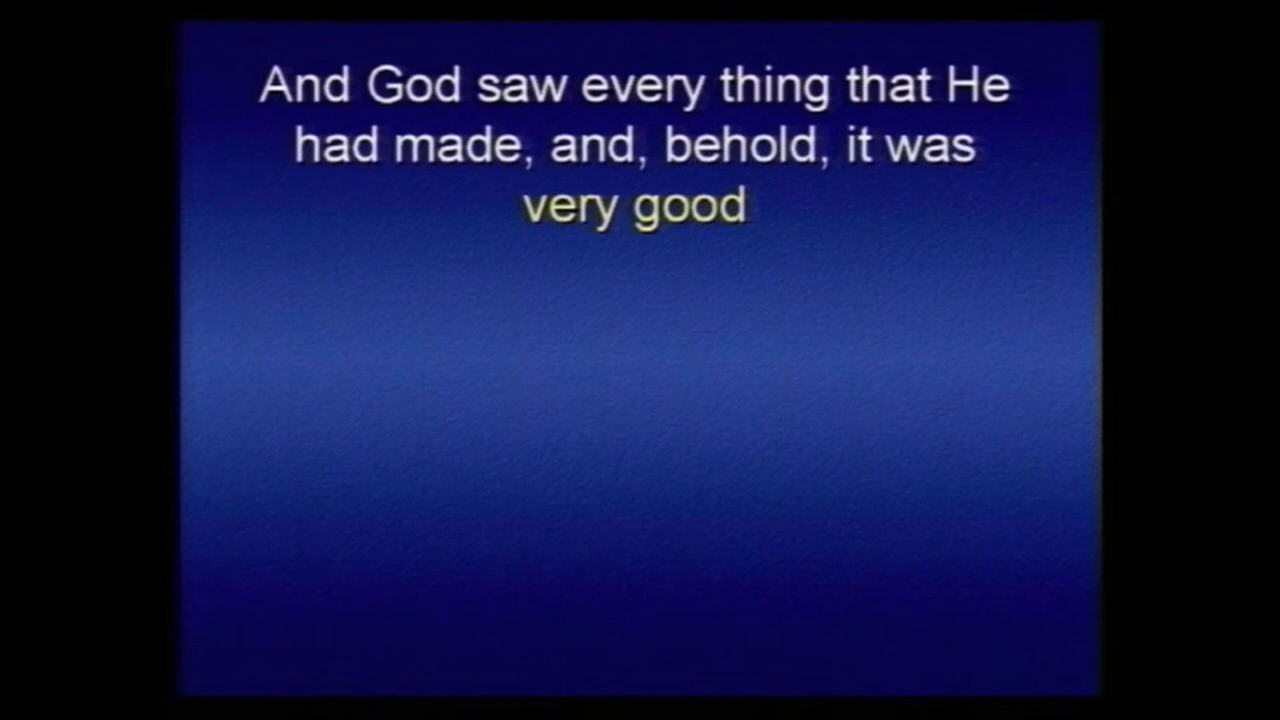 And God saw every thing that He
had made, and, behold, it was
very good